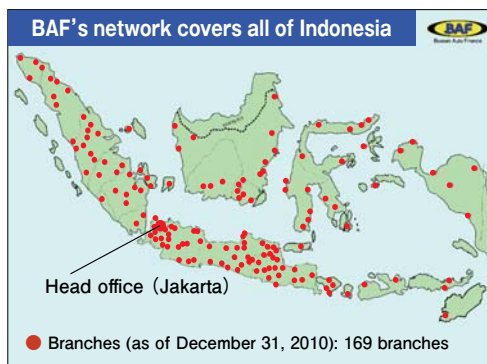 BAF's network covers all of Indonesia
BAF
Bussan Auto Finance
Head office (Jakarta)
Branches (as of December 31, 2010): 169 branches